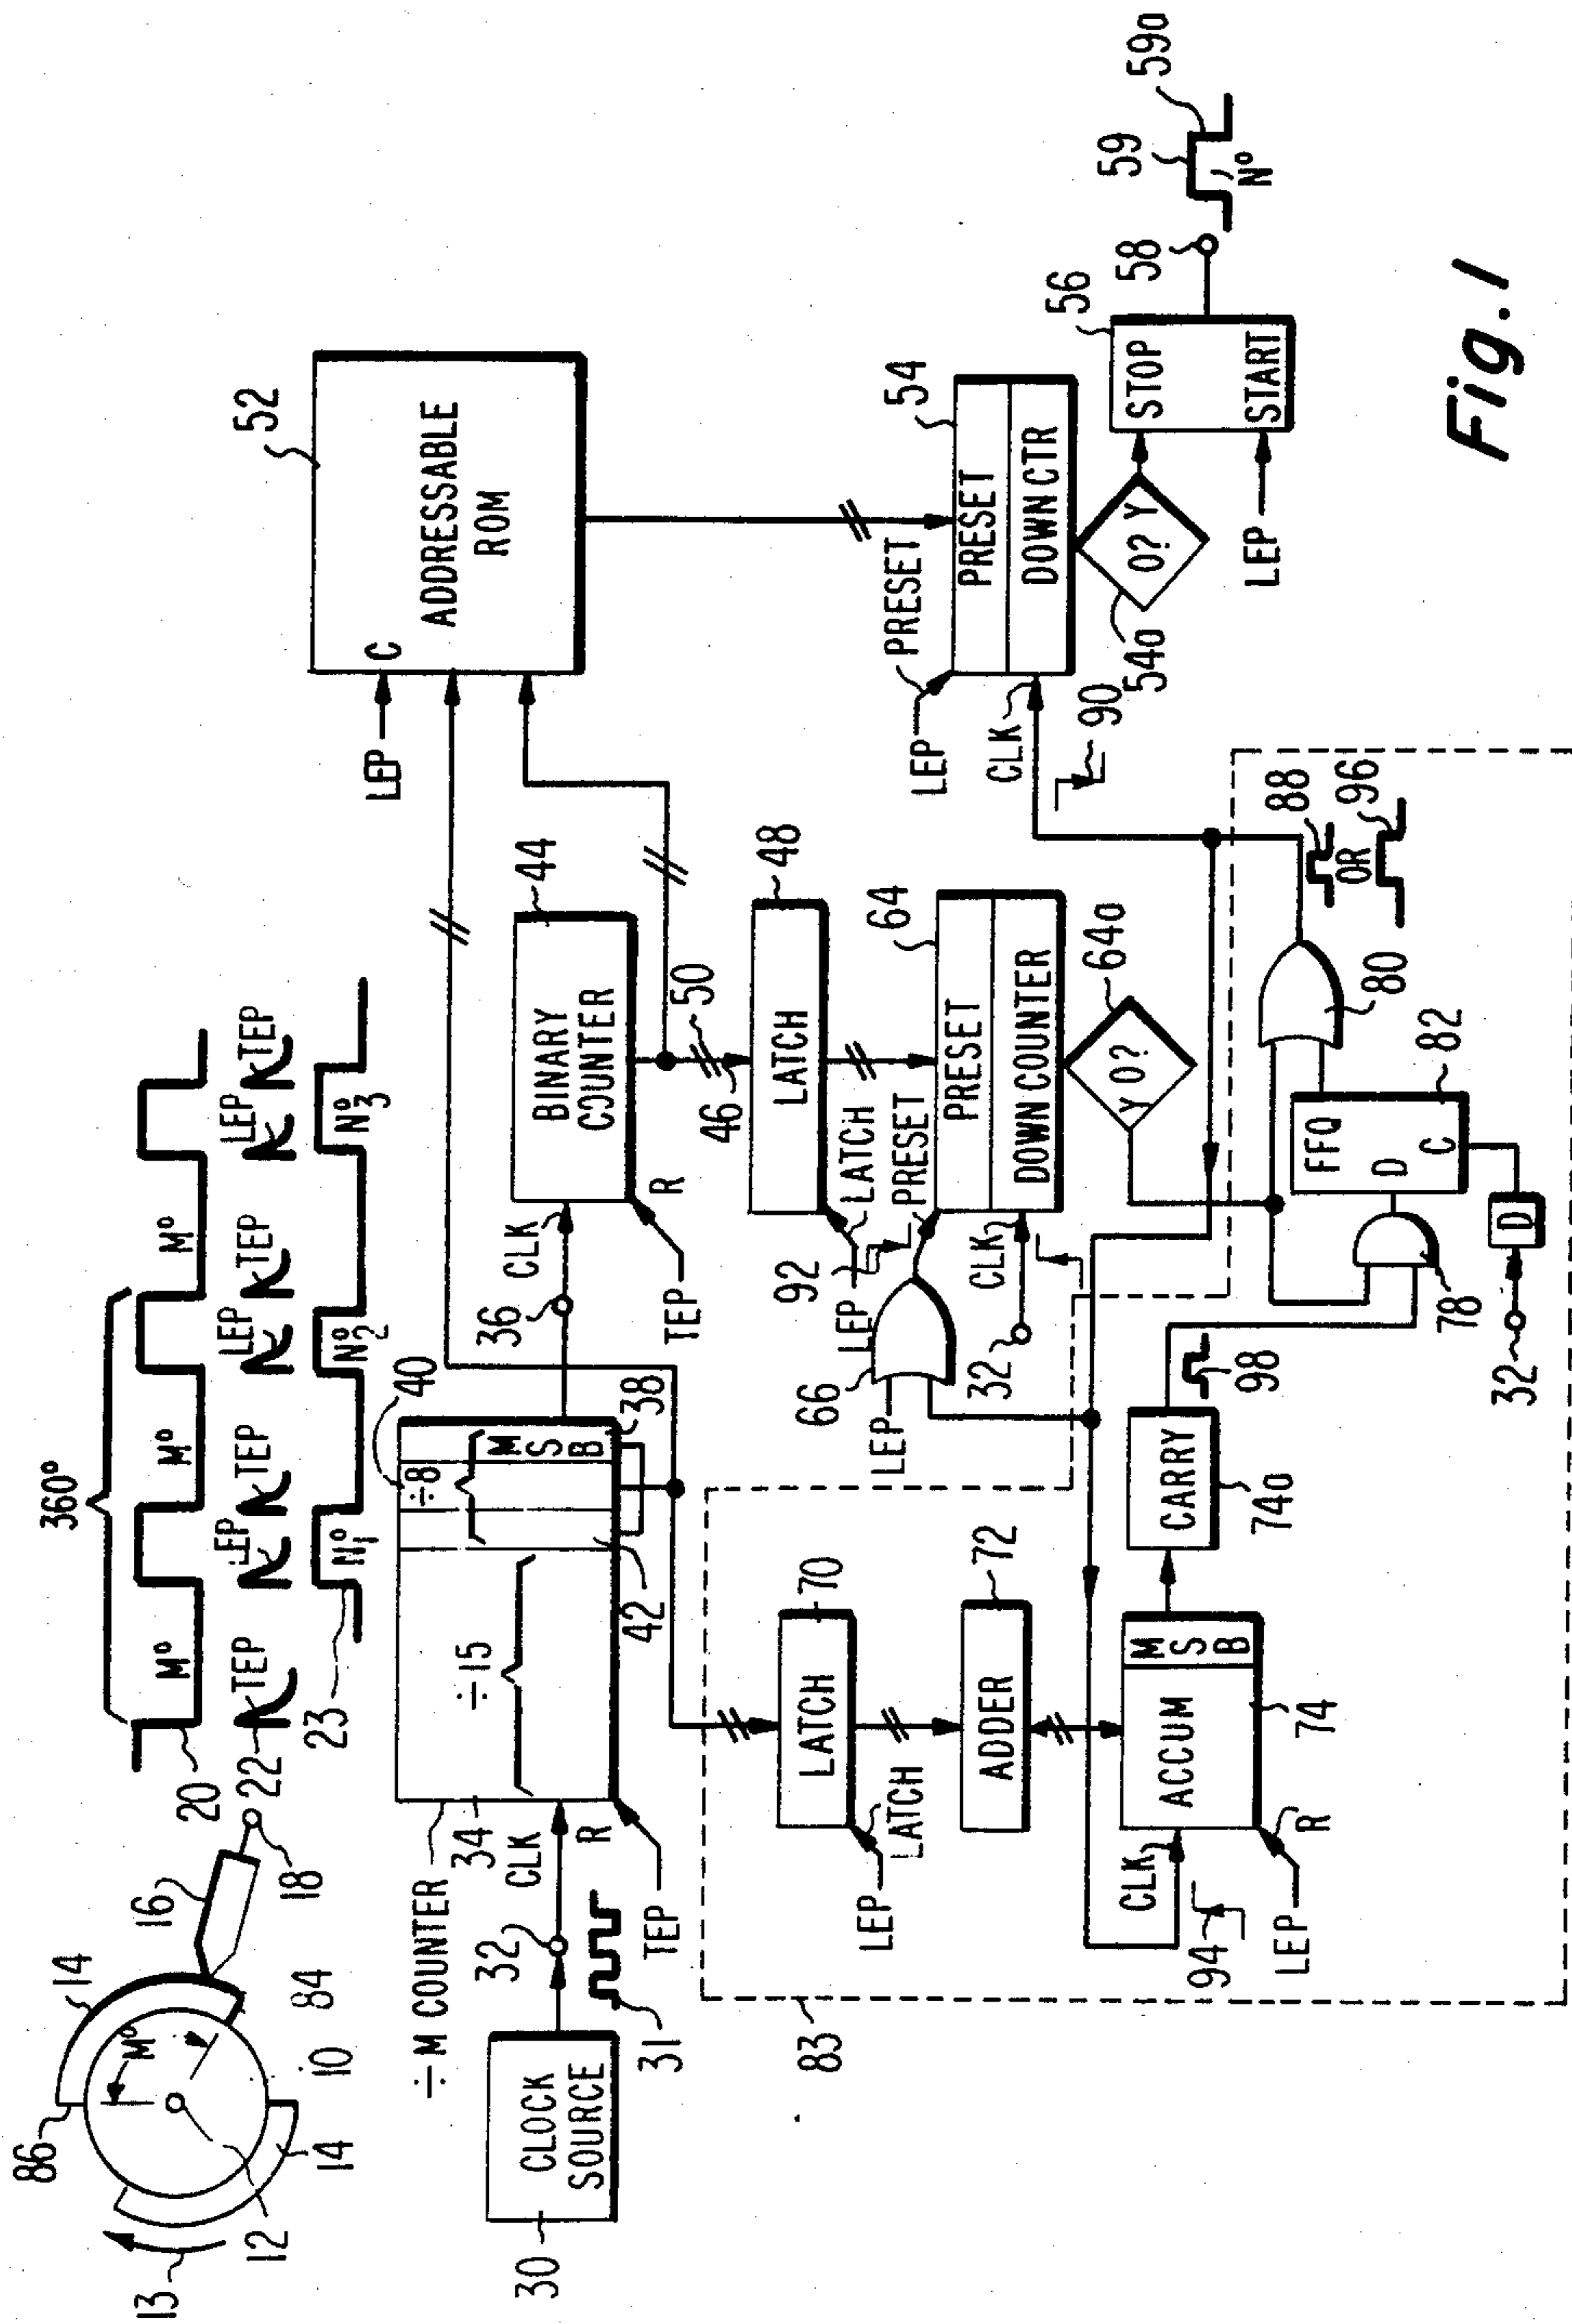 86
14
16
18
M°
84
10
14
12
13
20
22
23
360°
M°
M°
M°
TEP
LEP
TEP
LEP
TEP
LEP
TEP
N°1
N°2
N°3
30
CLOCK
SOURCE
31
32
÷M COUNTER
34
CLK
R
TEP
÷15
÷8
M
S
B
40
38
42
36
CLK
BINARY
COUNTER
44
R
TEP
46
50
LATCH
48
LEP
LATCH
92
PRESET
PRESET
DOWN COUNTER
64
CLK
32
66
LEP
Y 0?
64a
LEP
C
ADDRESSABLE
ROM
52
LEP
PRESET
PRESET
DOWN CTR
54
CLK
90
0? Y
54a
STOP
START
56
LEP
58
59
59a
N°
83
LATCH
70
LEP
LATCH
ADDER
72
ACCUM
M
S
B
74
CLK
94
R
LEP
CARRY
74a
98
78
FFQ
D
C
82
D
32
80
88
OR
96
Fig. 1